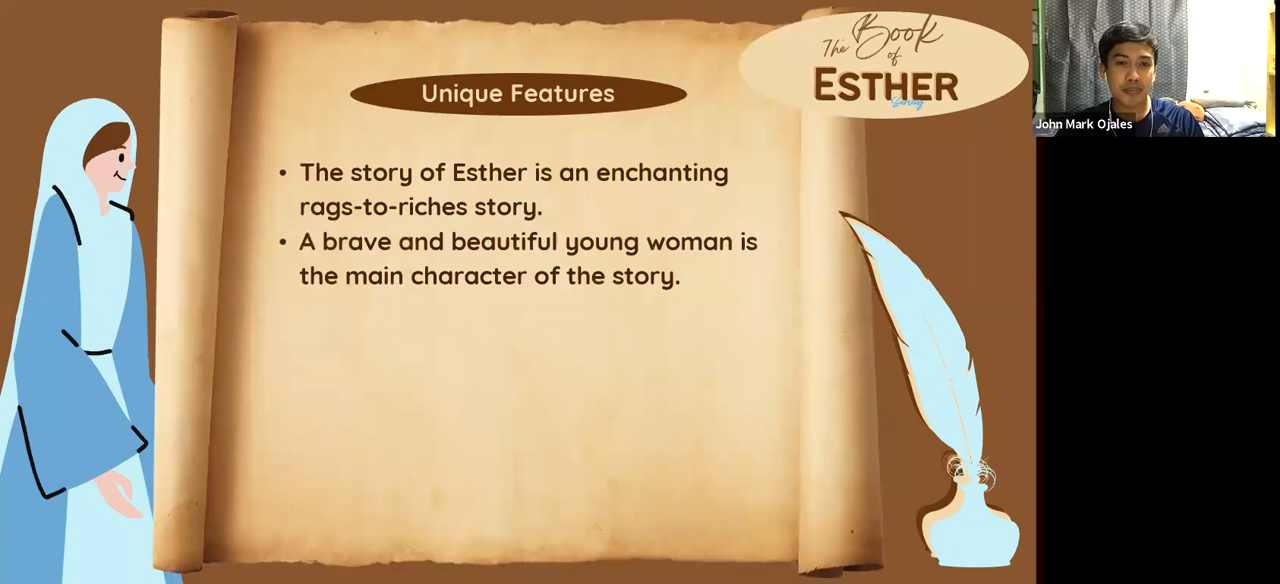 The Book
of
ESTHER
Survey
Unique Features
• The story of Esther is an enchanting
rags-to-riches story.
• A brave and beautiful young woman is
the main character of the story.
John Mark Ojales